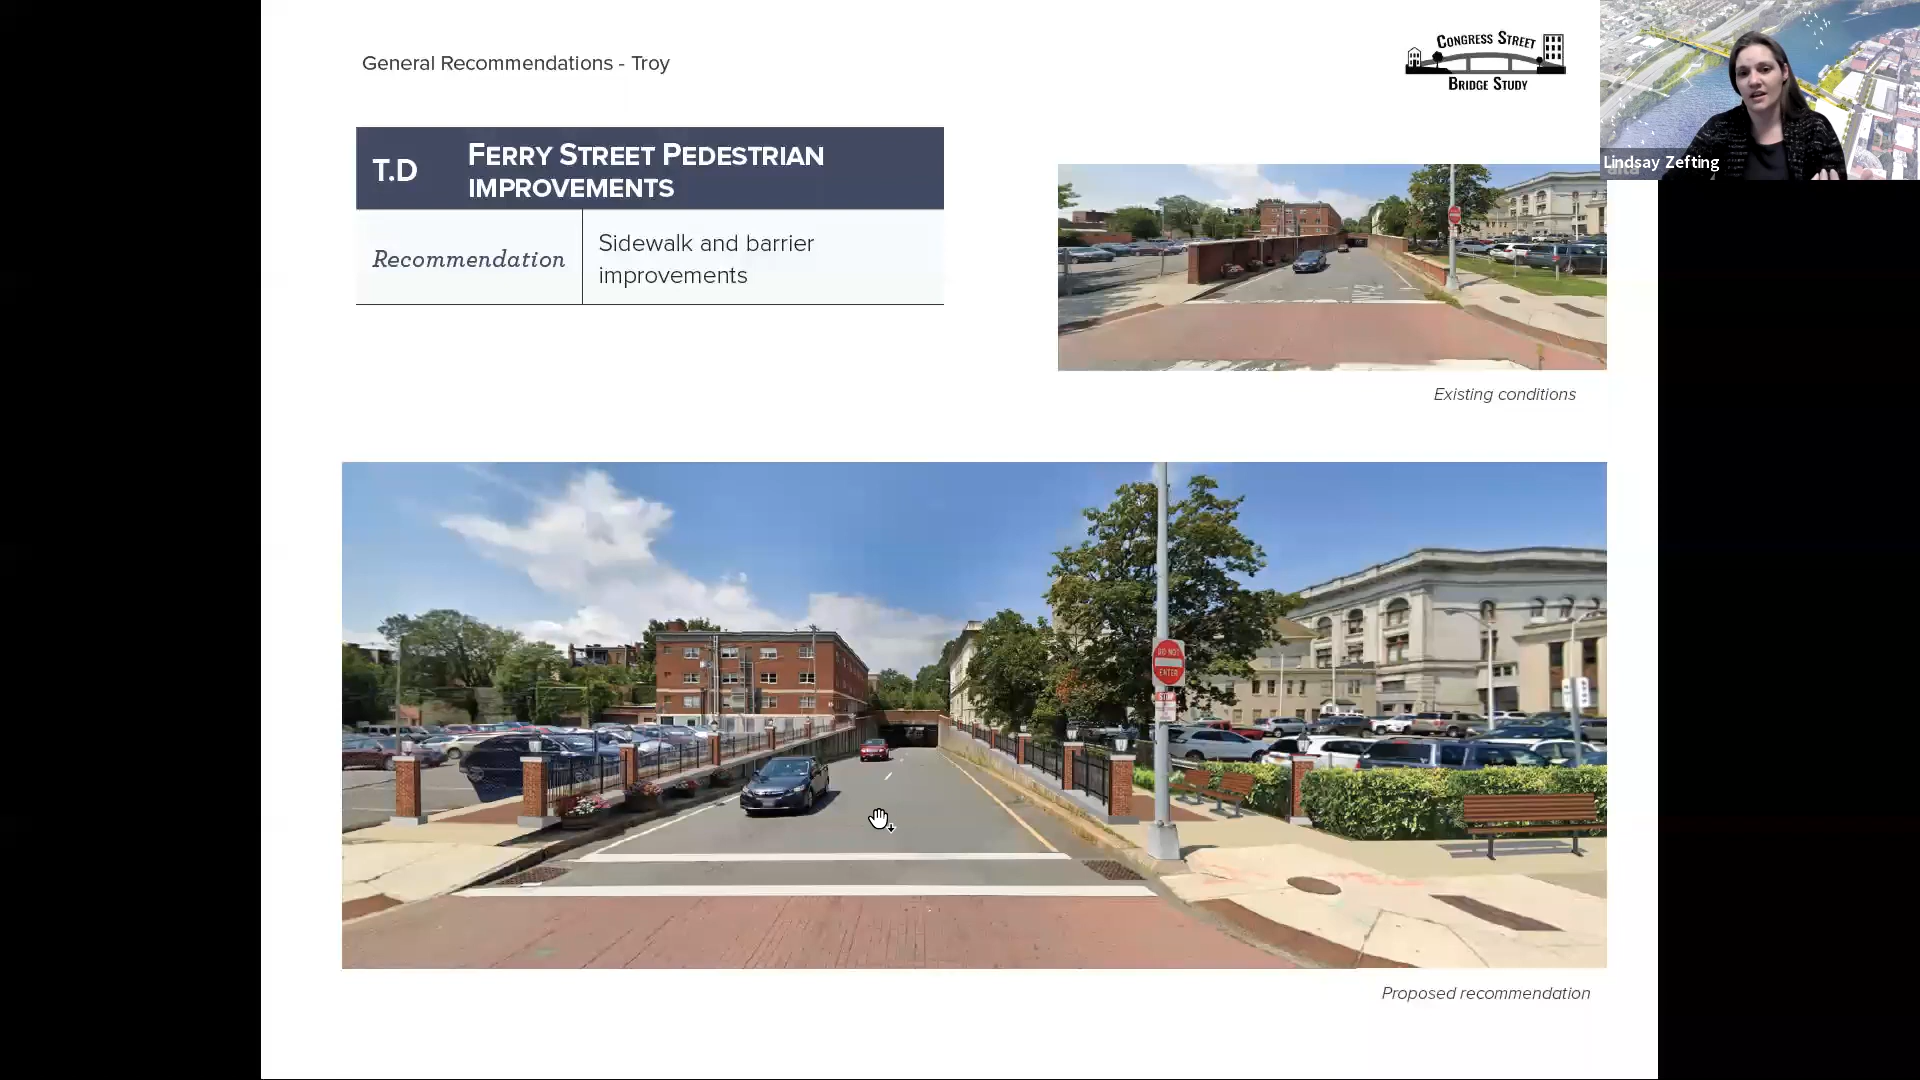 General Recommendations - Troy
CONGRESS STREET
BRIDGE STUDY
Lindsay Zefting
T.D
FERRY STREET PEDESTRIAN
IMPROVEMENTS
Recommendation
Sidewalk and barrier
improvements
Existing conditions
DO NOT
ENTER
STOP
Proposed recommendation